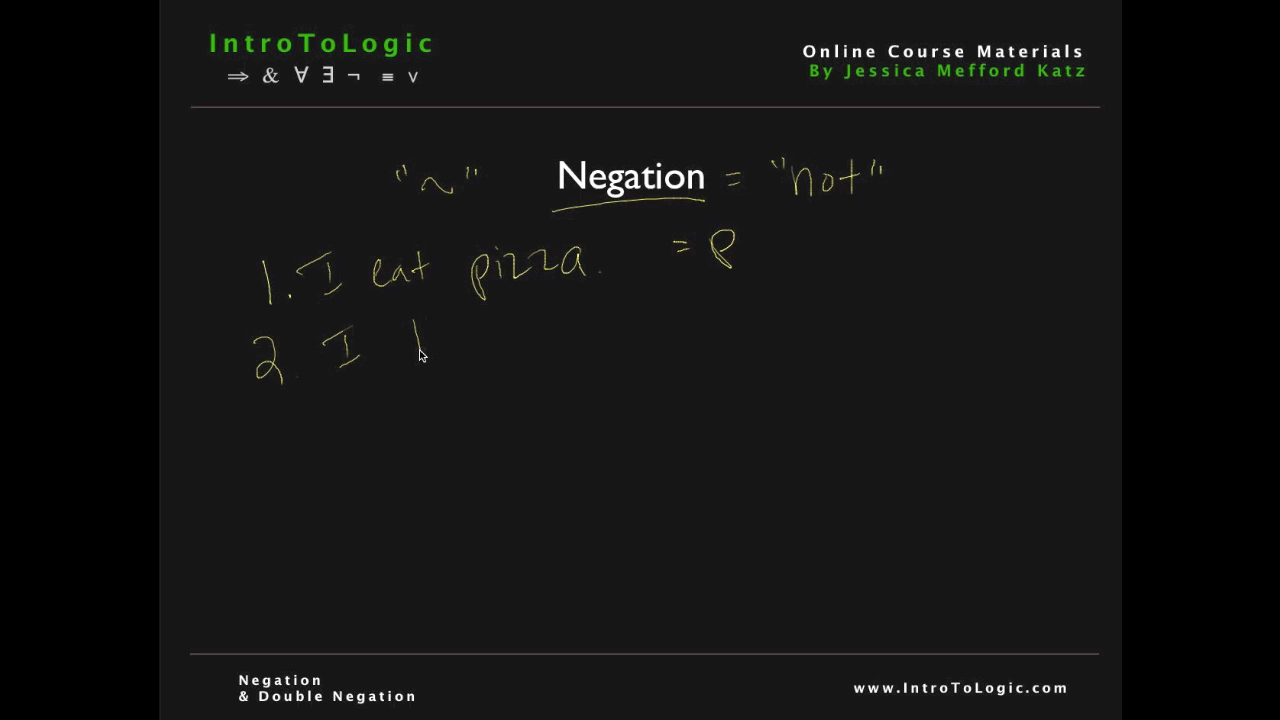 IntroToLogic
⇒ & ∀ ∃ ¬ ≡ ∨
Online Course Materials
By Jessica Mefford Katz
"~" Negation = "not"
1. I eat pizza. = P
2. I
Negation
& Double Negation
www.IntroToLogic.com